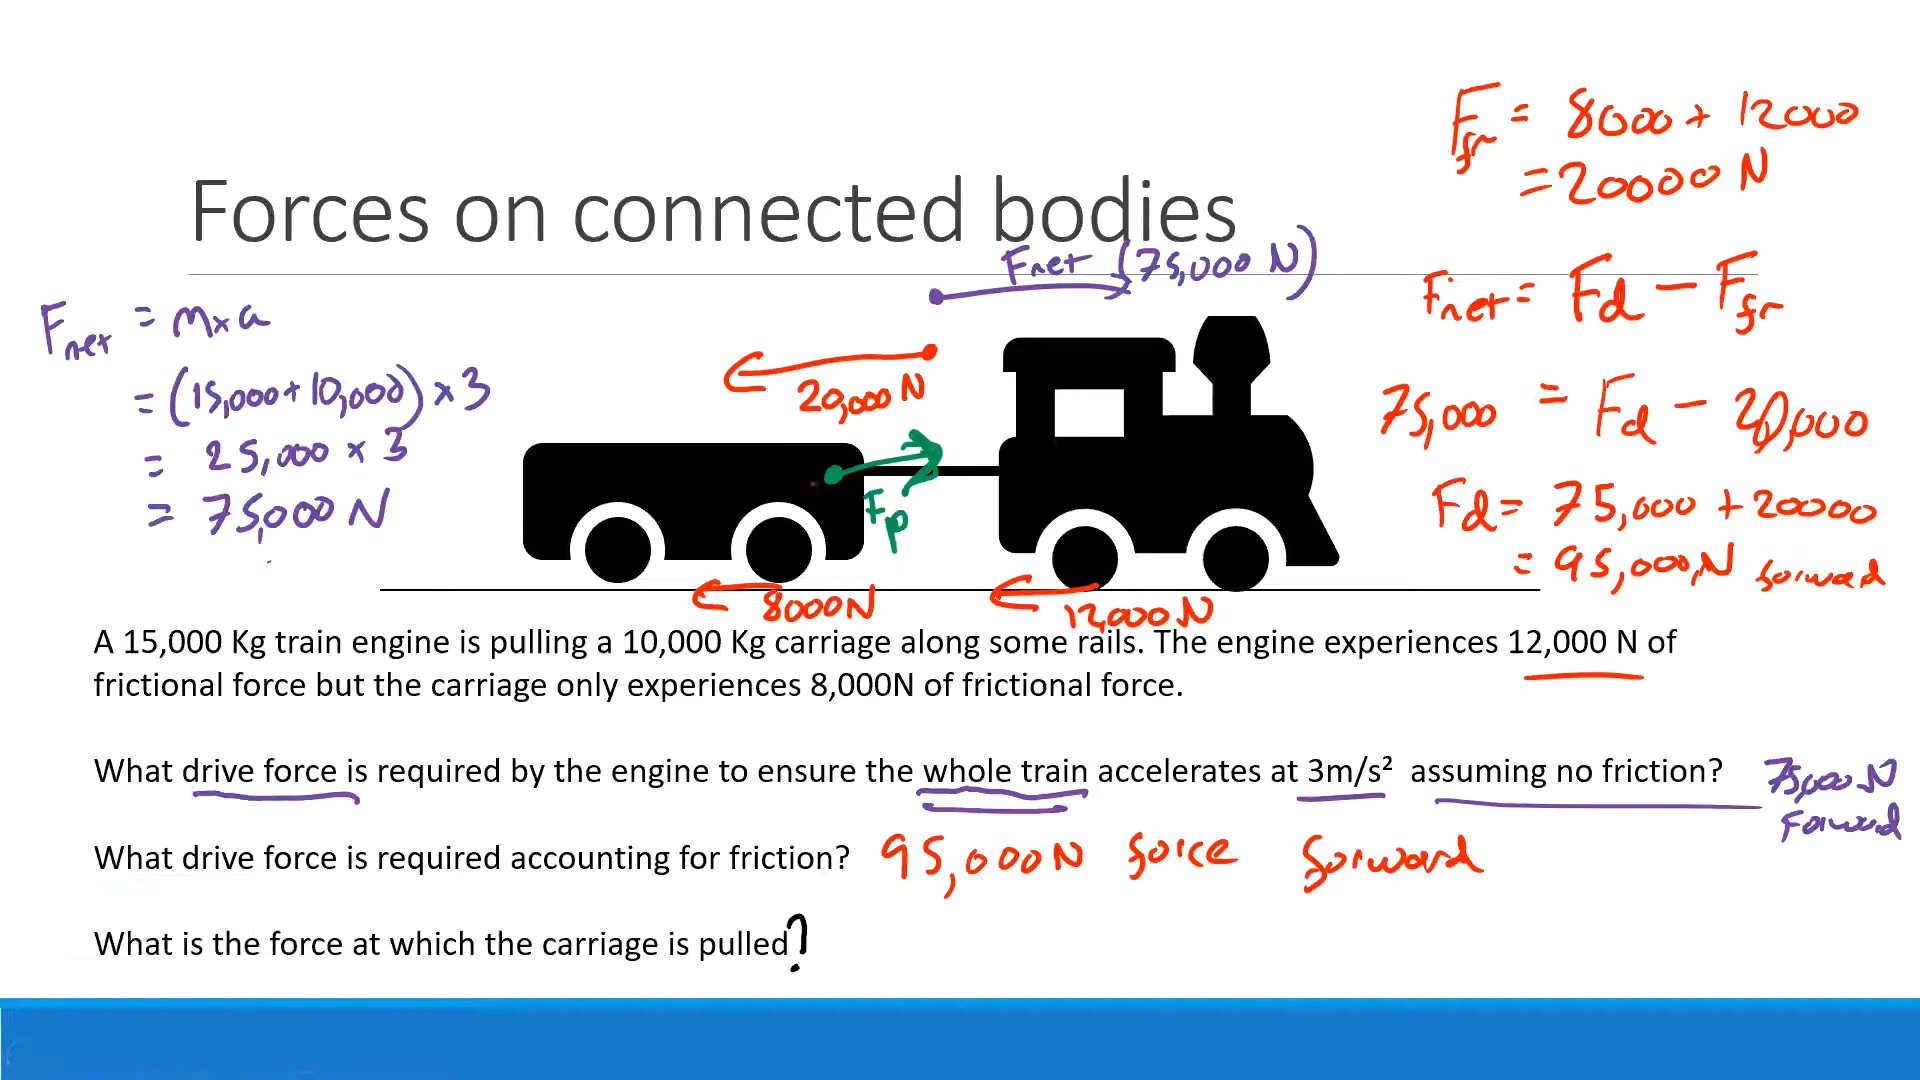 F_fr = 8000 + 12000
= 20000 N
Forces on connected bodies
Fnet (75,000 N)
Fnet = Fd − F_fr
F_net = m×a
= (15,000+10,000) × 3
= 25,000 × 3
= 75,000 N
20,000 N
75,000 = Fd − 20,000
Fd = 75,000 + 20000
= 95,000,N forward
Fp
8000N
12,000 N
A 15,000 Kg train engine is pulling a 10,000 Kg carriage along some rails. The engine experiences 12,000 N of
frictional force but the carriage only experiences 8,000N of frictional force.
What drive force is required by the engine to ensure the whole train accelerates at 3m/s² assuming no friction? 75,000 N
Forward
What drive force is required accounting for friction? 95,000N force forward
What is the force at which the carriage is pulled?